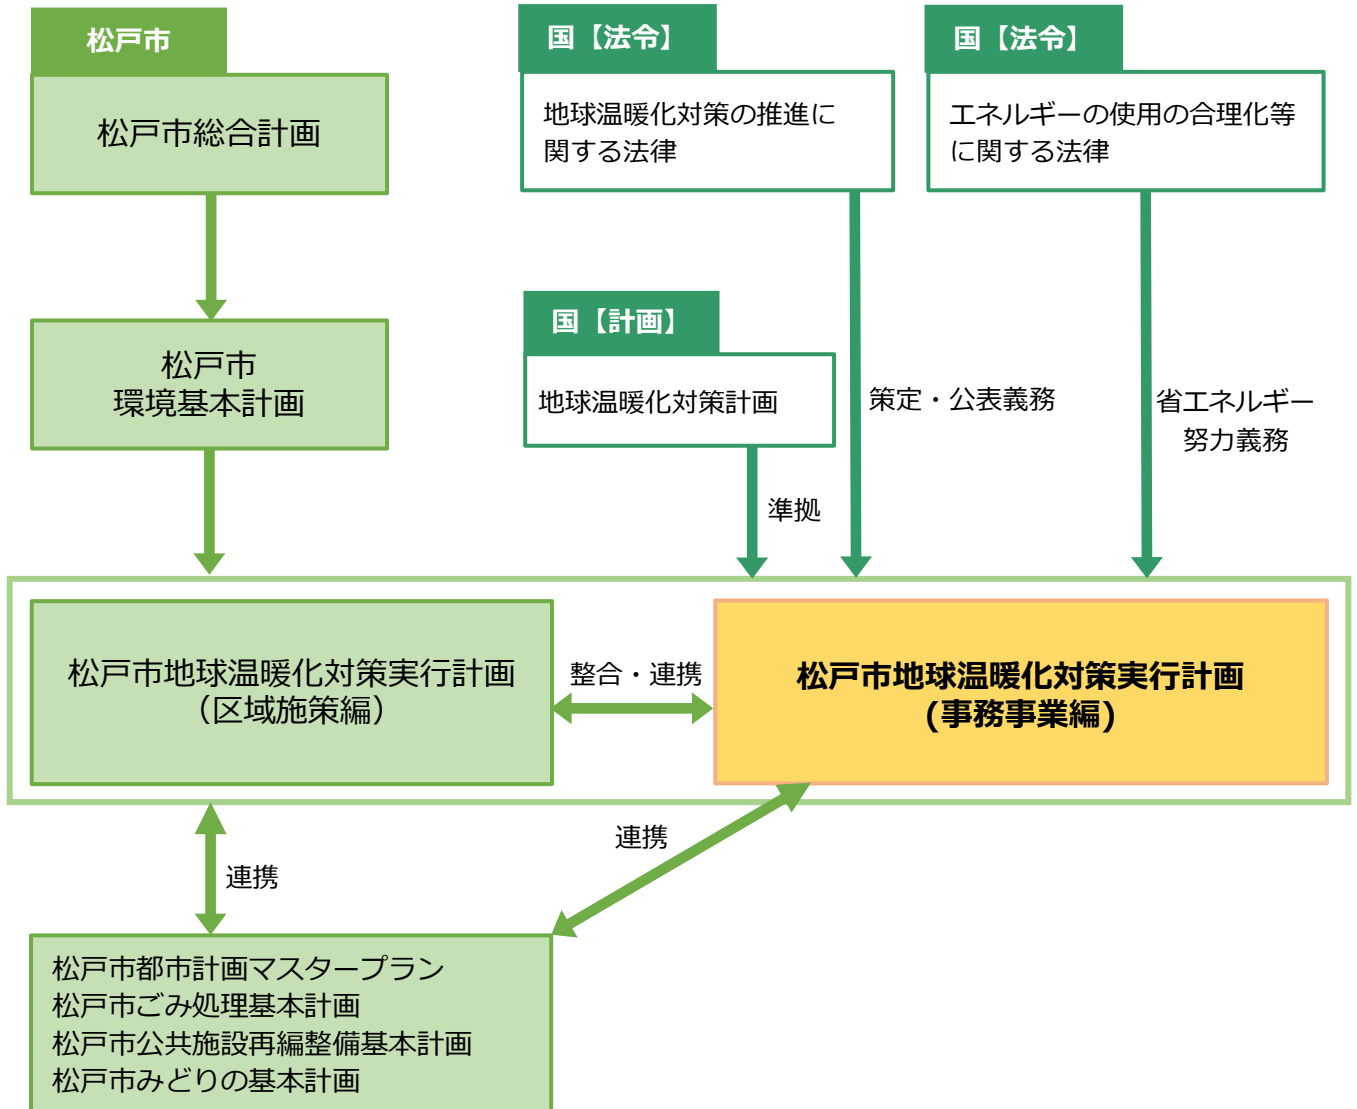 松戸市
松戸市総合計画
国【法令】
地球温暖化対策の推進に
関する法律
国【法令】
エネルギーの使用の合理化等
に関する法律
松戸市
環境基本計画
国【計画】
地球温暖化対策計画
策定・公表義務
省エネルギー
努力義務
準拠
松戸市地球温暖化対策実行計画
（区域施策編）
整合・連携
松戸市地球温暖化対策実行計画
(事務事業編)
連携
連携
松戸市都市計画マスタープラン
松戸市ごみ処理基本計画
松戸市公共施設再編整備基本計画
松戸市みどりの基本計画